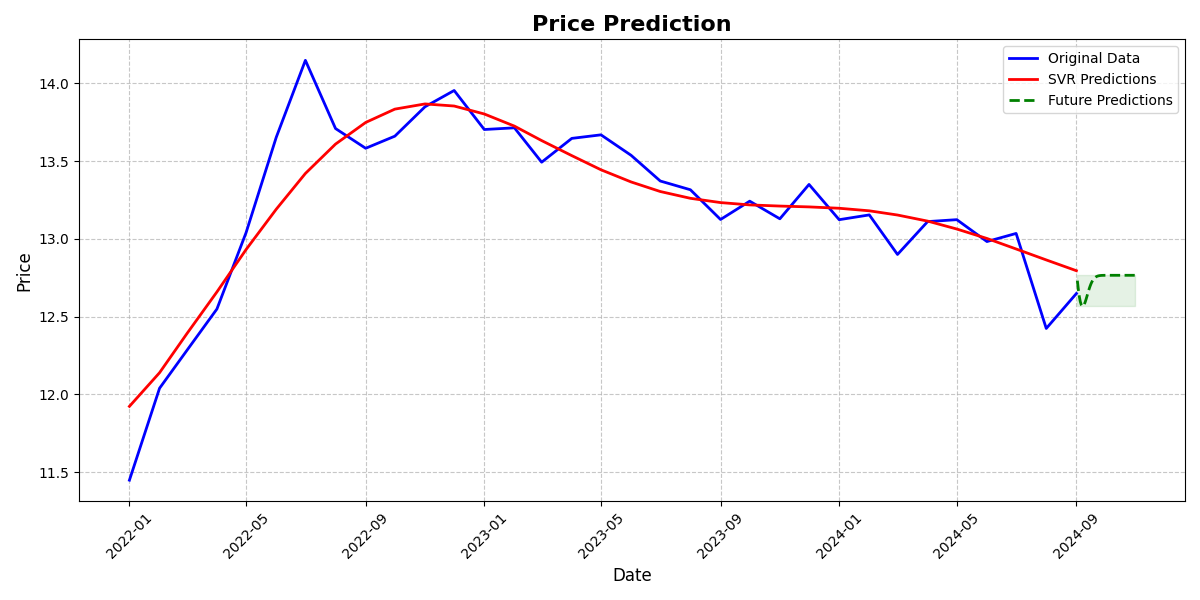 Price Prediction
Original Data
SVR Predictions
Future Predictions
Price
14.0
13.5
13.0
12.5
12.0
11.5
2022-01
2022-05
2022-09
2023-01
2023-05
2023-09
2024-01
2024-05
2024-09
Date